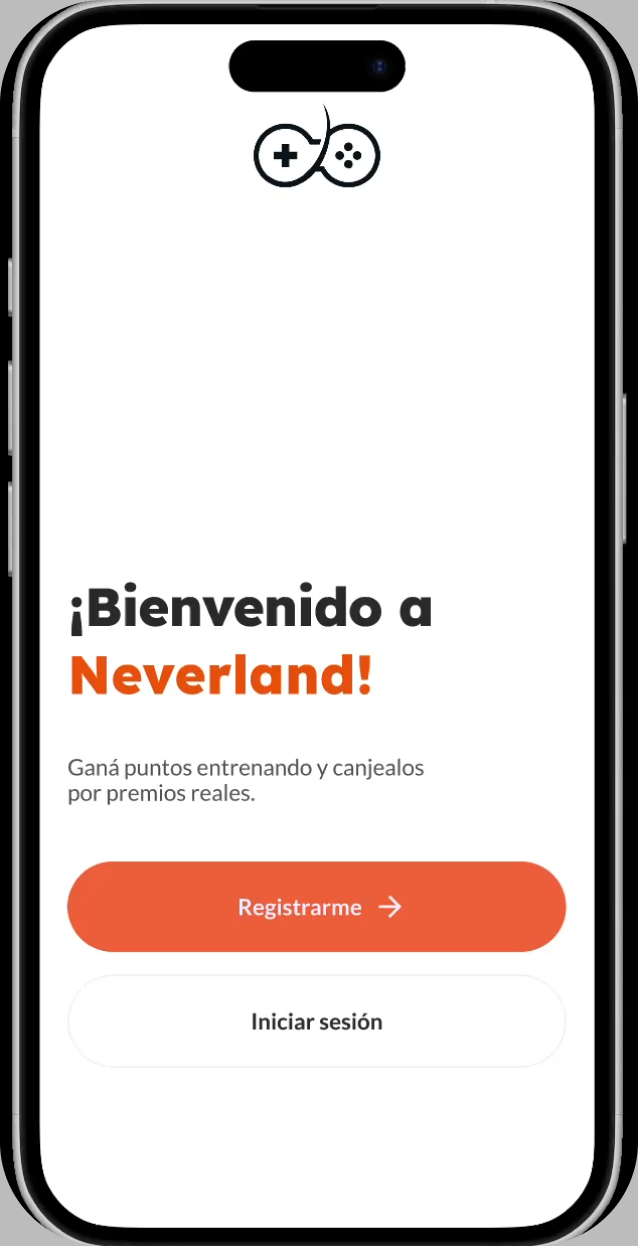 ¡Bienvenido a
Neverland!
Ganá puntos entrenando y canjealos
por premios reales.
Registrarme
Iniciar sesión